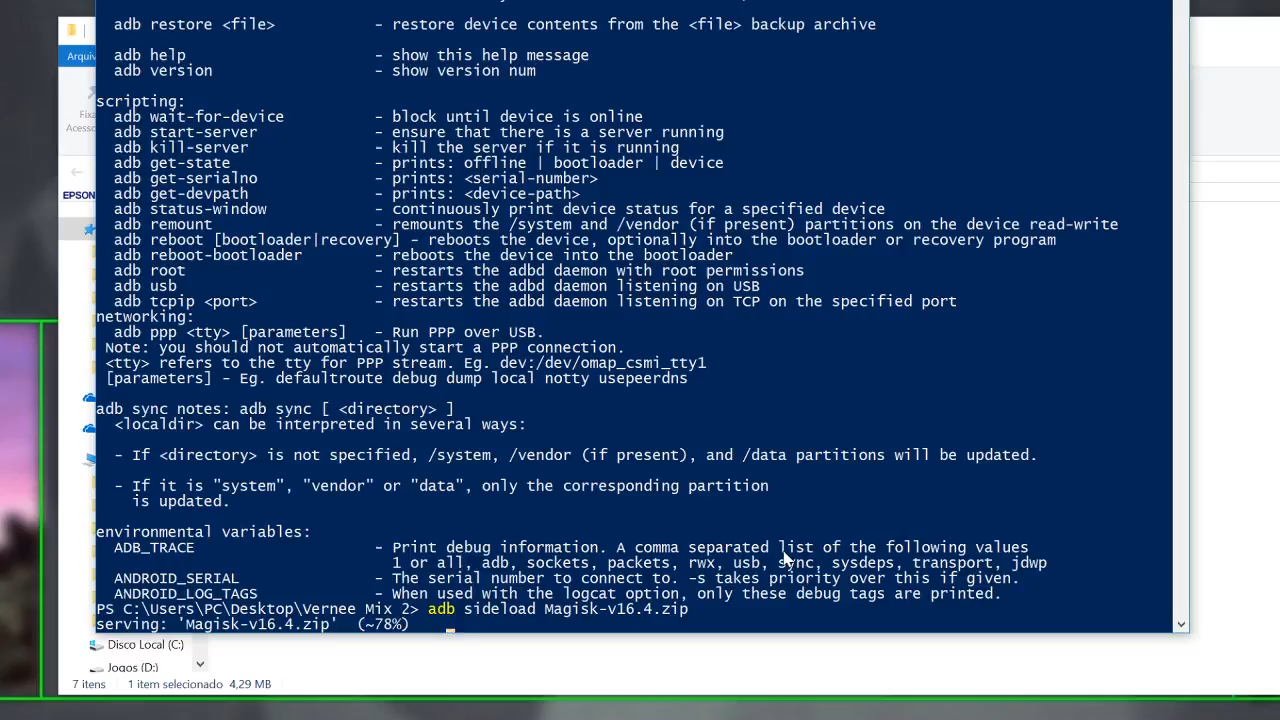 adb restore <file> - restore device contents from the <file> backup archive
adb help - show this help message
adb version - show version num
scripting:
adb wait-for-device - block until device is online
adb start-server - ensure that there is a server running
adb kill-server - kill the server if it is running
adb get-state - prints: offline | bootloader | device
adb get-serialno - prints: <serial-number>
adb get-devpath - prints: <device-path>
adb status-window - continuously print device status for a specified device
adb remount - remounts the /system and /vendor (if present) partitions on the device read-write
adb reboot [bootloader|recovery] - reboots the device, optionally into the bootloader or recovery program
adb reboot-bootloader - reboots the device into the bootloader
adb root - restarts the adbd daemon with root permissions
adb usb - restarts the adbd daemon listening on USB
adb tcpip <port> - restarts the adbd daemon listening on TCP on the specified port
networking:
adb ppp <tty> [parameters] - Run PPP over USB.
Note: you should not automatically start a PPP connection.
<tty> refers to the tty for PPP stream. Eg. dev:/dev/omap_csmi_tty1
[parameters] - Eg. defaultroute debug dump local notty usepeerdns
adb sync notes: adb sync [ <directory> ]
<localdir> can be interpreted in several ways:
- If <directory> is not specified, /system, /vendor (if present), and /data partitions will be updated.
- If it is "system", "vendor" or "data", only the corresponding partition
is updated.
environmental variables:
ADB_TRACE - Print debug information. A comma separated list of the following values
1 or all, adb, sockets, packets, rwx, usb, sync, sysdeps, transport, jdwp
ANDROID_SERIAL - The serial number to connect to. -s takes priority over this if given.
ANDROID_LOG_TAGS - When used with the logcat option, only these debug tags are printed.
PS C:\Users\PC\Desktop\Vernee Mix 2> adb sideload Magisk-v16.4.zip
serving: 'Magisk-v16.4.zip' (~78%)
Arquiv
Fixa
Acesso
EPSON
Disco Local (C:)
Jogos (D:)
7 itens 1 item selecionado 4,29 MB